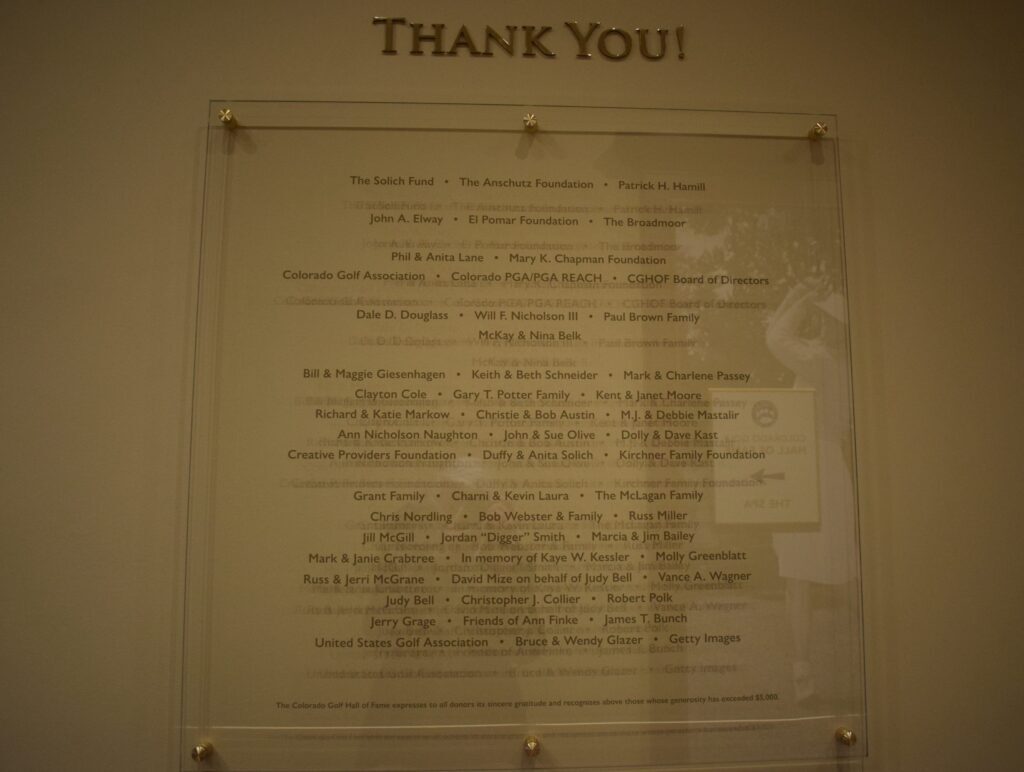 THANK YOU!
The Solich Fund • The Anschutz Foundation • Patrick H. Hamill
John A. Elway • El Pomar Foundation • The Broadmoor
Phil & Anita Lane • Mary K. Chapman Foundation
Colorado Golf Association • Colorado PGA/PGA REACH • CGHOF Board of Directors
Dale D. Douglass • Will F. Nicholson III • Paul Brown Family
McKay & Nina Belk
Bill & Maggie Giesenhagen • Keith & Beth Schneider • Mark & Charlene Passey
Clayton Cole • Gary T. Potter Family • Kent & Janet Moore
Richard & Katie Markow • Christie & Bob Austin • M.J. & Debbie Mastalir
Ann Nicholson Naughton • John & Sue Olive • Dolly & Dave Kast
Creative Providers Foundation • Duffy & Anita Solich • Kirchner Family Foundation
Grant Family • Charni & Kevin Laura • The McLagan Family
Chris Nordling • Bob Webster & Family • Russ Miller
Jill McGill • Jordan “Digger” Smith • Marcia & Jim Bailey
Mark & Janie Crabtree • In memory of Kaye W. Kessler • Molly Greenblatt
Russ & Jerri McGrane • David Mize on behalf of Judy Bell • Vance A. Wagner
Judy Bell • Christopher J. Collier • Robert Polk
Jerry Grage • Friends of Ann Finke • James T. Bunch
United States Golf Association • Bruce & Wendy Glazer • Getty Images
The Colorado Golf Hall of Fame expresses to all donors its sincere gratitude and recognizes above those whose generosity has exceeded $5,000.
COLORADO GOLF
HALL OF FAME
THE SPA